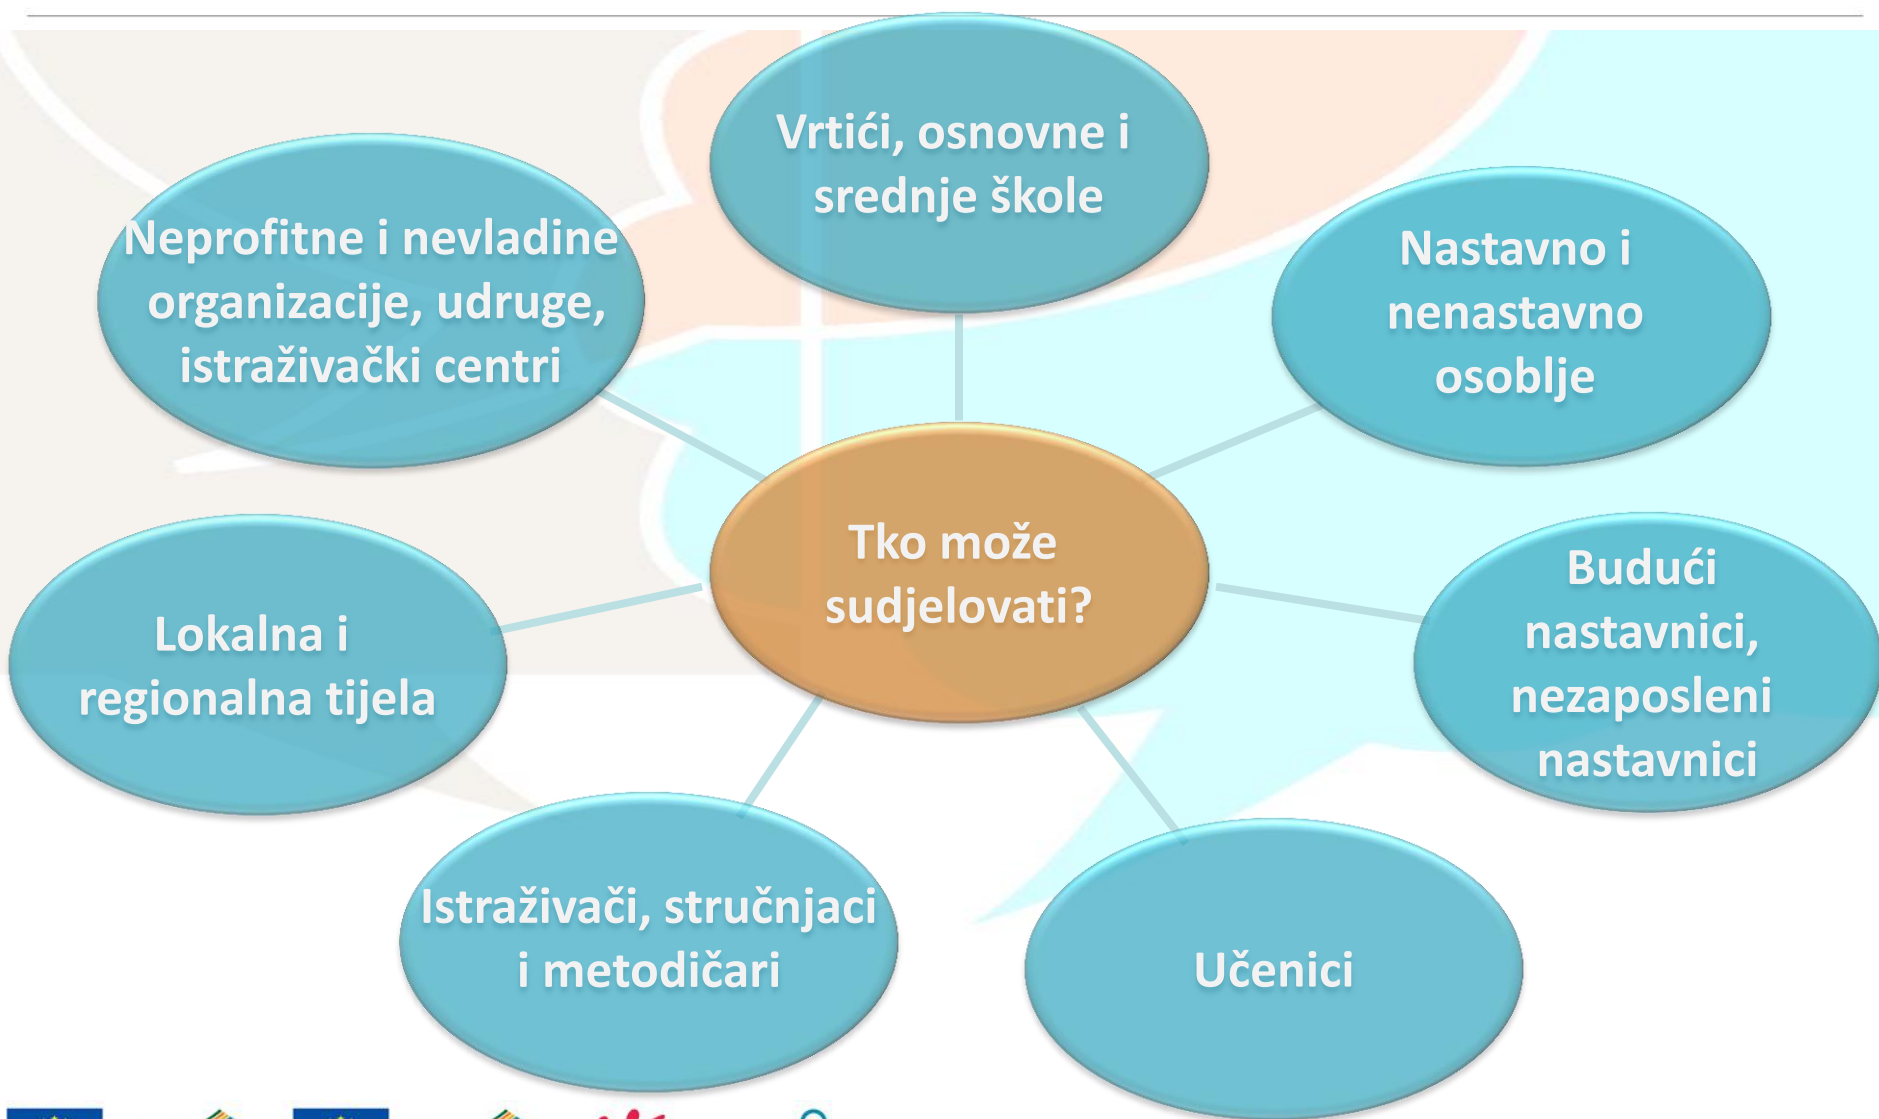 Vrtići, osnovne i
srednje škole
Neprofitne i nevladine
organizacije, udruge,
istraživački centri
Nastavno i
nenastavno
osoblje
Tko može
sudjelovati?
Budući
nastavnici,
nezaposleni
nastavnici
Lokalna i
regionalna tijela
Istraživači, stručnjaci
i metodičari
Učenici